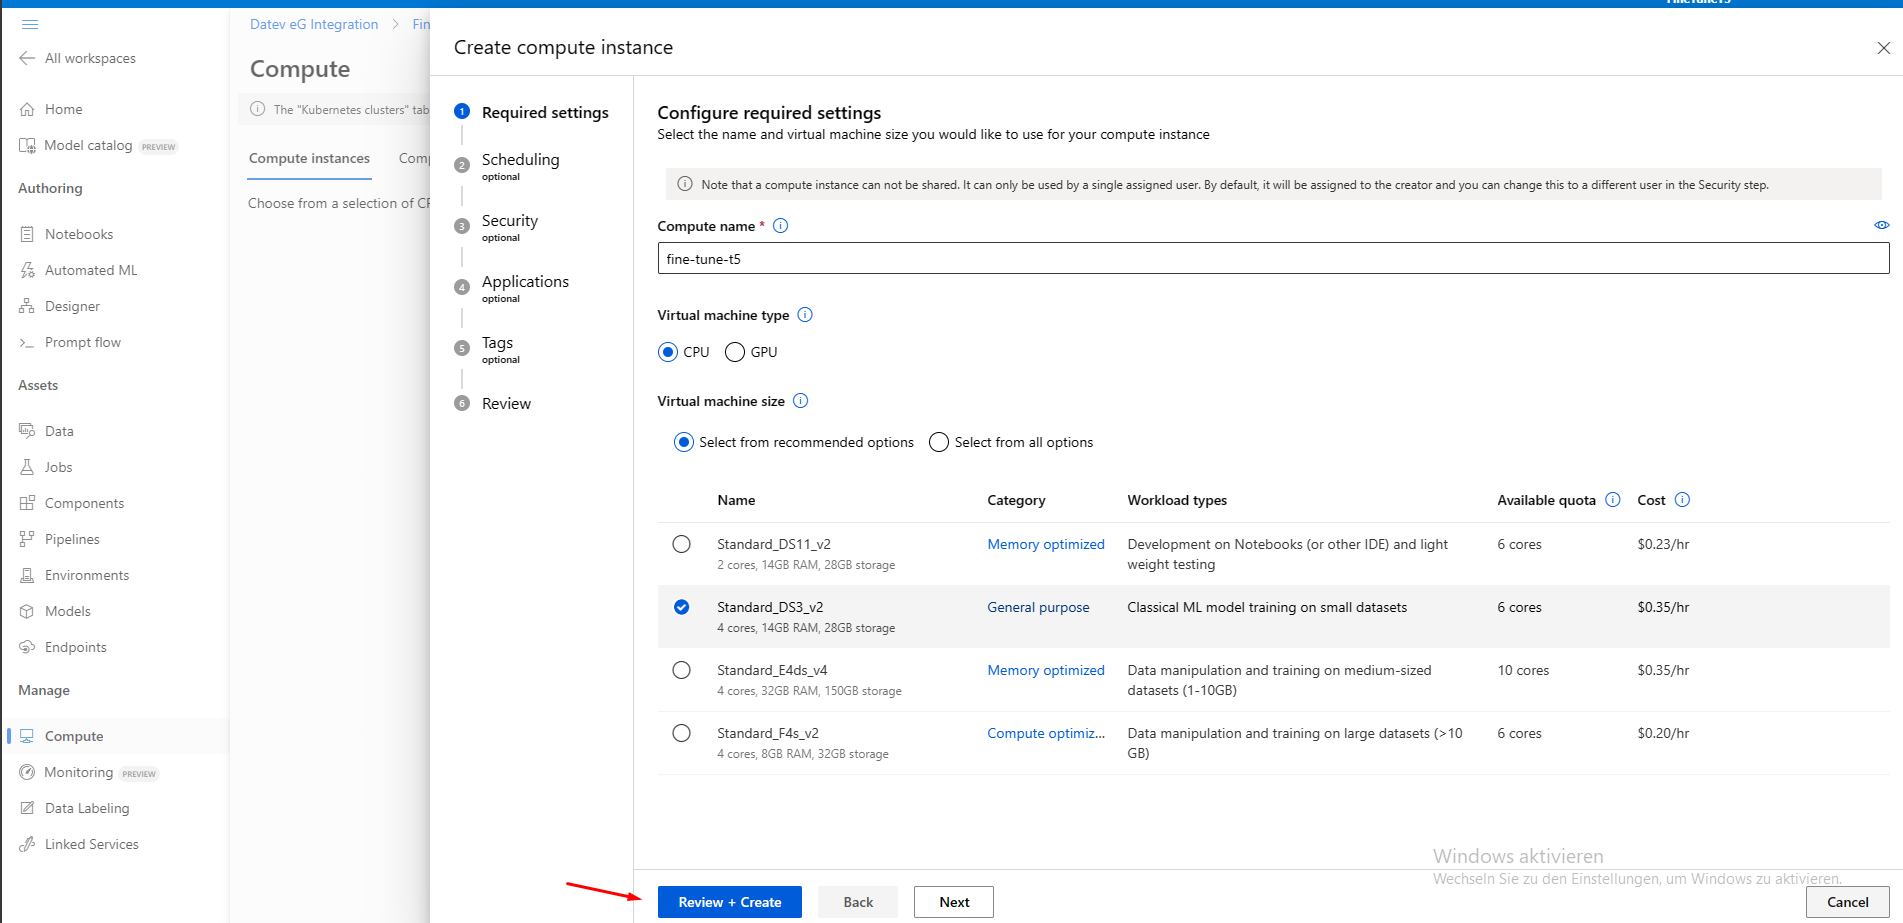 Datev eG Integration > Fin
All workspaces
Home
Model catalog PREVIEW
Authoring
Notebooks
Automated ML
Designer
Prompt flow
Assets
Data
Jobs
Components
Pipelines
Environments
Models
Endpoints
Manage
Compute
Monitoring PREVIEW
Data Labeling
Linked Services
Compute
The "Kubernetes clusters" tab
Compute instances Comp
Choose from a selection of CP
Create compute instance
1 Required settings
2 Scheduling
optional
3 Security
optional
4 Applications
optional
5 Tags
optional
6 Review
Configure required settings
Select the name and virtual machine size you would like to use for your compute instance
Note that a compute instance can not be shared. It can only be used by a single assigned user. By default, it will be assigned to the creator and you can change this to a different user in the Security step.
Compute name *
fine-tune-t5
Virtual machine type
CPU GPU
Virtual machine size
Select from recommended options Select from all options
Name Category Workload types Available quota Cost
Standard_DS11_v2 Memory optimized Development on Notebooks (or other IDE) and light 6 cores $0.23/hr
2 cores, 14GB RAM, 28GB storage weight testing
Standard_DS3_v2 General purpose Classical ML model training on small datasets 6 cores $0.35/hr
4 cores, 14GB RAM, 28GB storage
Standard_E4ds_v4 Memory optimized Data manipulation and training on medium-sized 10 cores $0.35/hr
4 cores, 32GB RAM, 150GB storage datasets (1-10GB)
Standard_F4s_v2 Compute optimiz... Data manipulation and training on large datasets (>10 6 cores $0.20/hr
4 cores, 8GB RAM, 32GB storage GB)
Windows aktivieren
Wechseln Sie zu den Einstellungen, um Windows zu aktivieren.
Review + Create Back Next Cancel